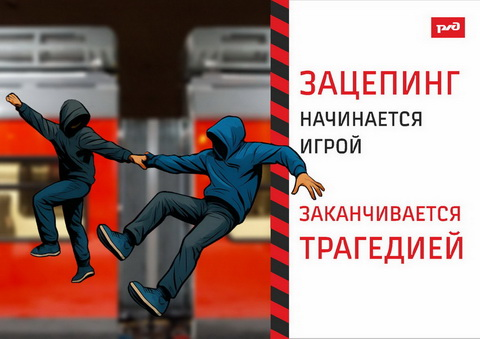 РЖД
ЗАЦЕПИНГ
НАЧИНАЕТСЯ
ИГРОЙ
ЗАКАНЧИВАЕТСЯ
ТРАГЕДИЕЙ